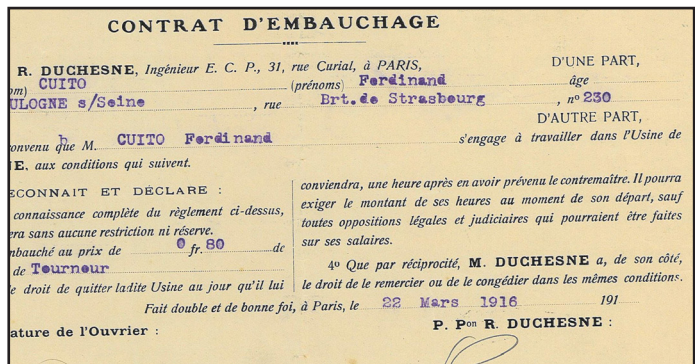 CONTRAT D'EMBAUCHAGE
R. DUCHESNE, Ingénieur E. C. P., 31, rue Curial, à PARIS,
D'UNE PART,
om) CUITO (prénoms) Ferdinand âge
ULOGNE s/Seine , rue Brt.de Strasbourg , nº 230
D'AUTRE PART,
onvenu que M. CUITO Ferdinand s'engage à travailler dans l'Usine de
E, aux conditions qui suivent.
ECONNAIT ET DÉCLARE :
connaissance complète du règlement ci-dessus,
era sans aucune restriction ni réserve.
mbauché au prix de 0 fr. 80 de
de Tourneur
e droit de quitter ladite Usine au jour qu'il lui
conviendra, une heure après en avoir prévenu le contremaître. Il pourra
exiger le montant de ses heures au moment de son départ, sauf
toutes oppositions légales et judiciaires qui pourraient être faites
sur ses salaires.
4º Que par réciprocité, M. DUCHESNE a, de son côté,
le droit de le remercier ou de le congédier dans les mêmes conditions.
Fait double et de bonne foi, à Paris, le 22 Mars 1916 191
ature de l'Ouvrier :
P. Pon R. DUCHESNE :